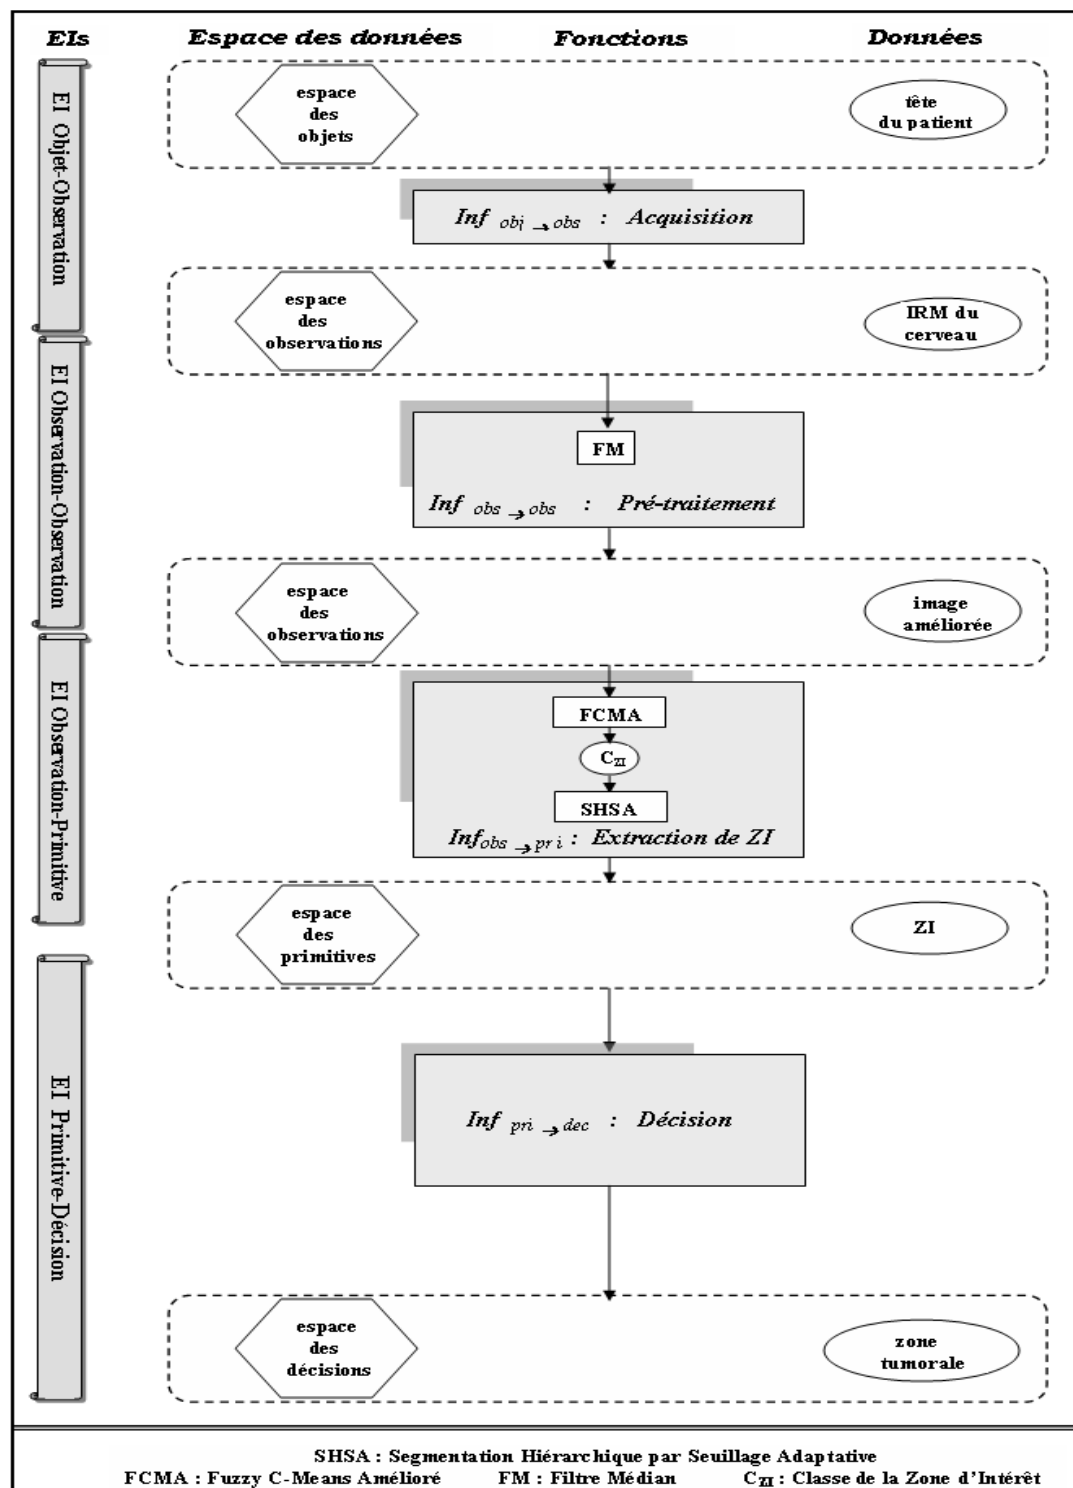 EIs Espace des données Fonctions Données
EI Objet-Observation
espace
des
objets
tête
du patient
Inf obj → obs : Acquisition
espace
des
observations
IRM du
cerveau
EI Observation-Observation
FM
Inf obs → obs : Pré-traitement
espace
des
observations
image
améliorée
EI Observation-Primitive
FCMA
C ZI
SHSA
Inf obs → pri : Extraction de ZI
espace
des
primitives
ZI
EI Primitive-Décision
Inf pri → dec : Décision
espace
des
décisions
zone
tumorale
SHSA : Segmentation Hiérarchique par Seuillage Adaptative
FCMA : Fuzzy C-Means Amélioré FM : Filtre Médian C ZI : Classe de la Zone d'Intérêt